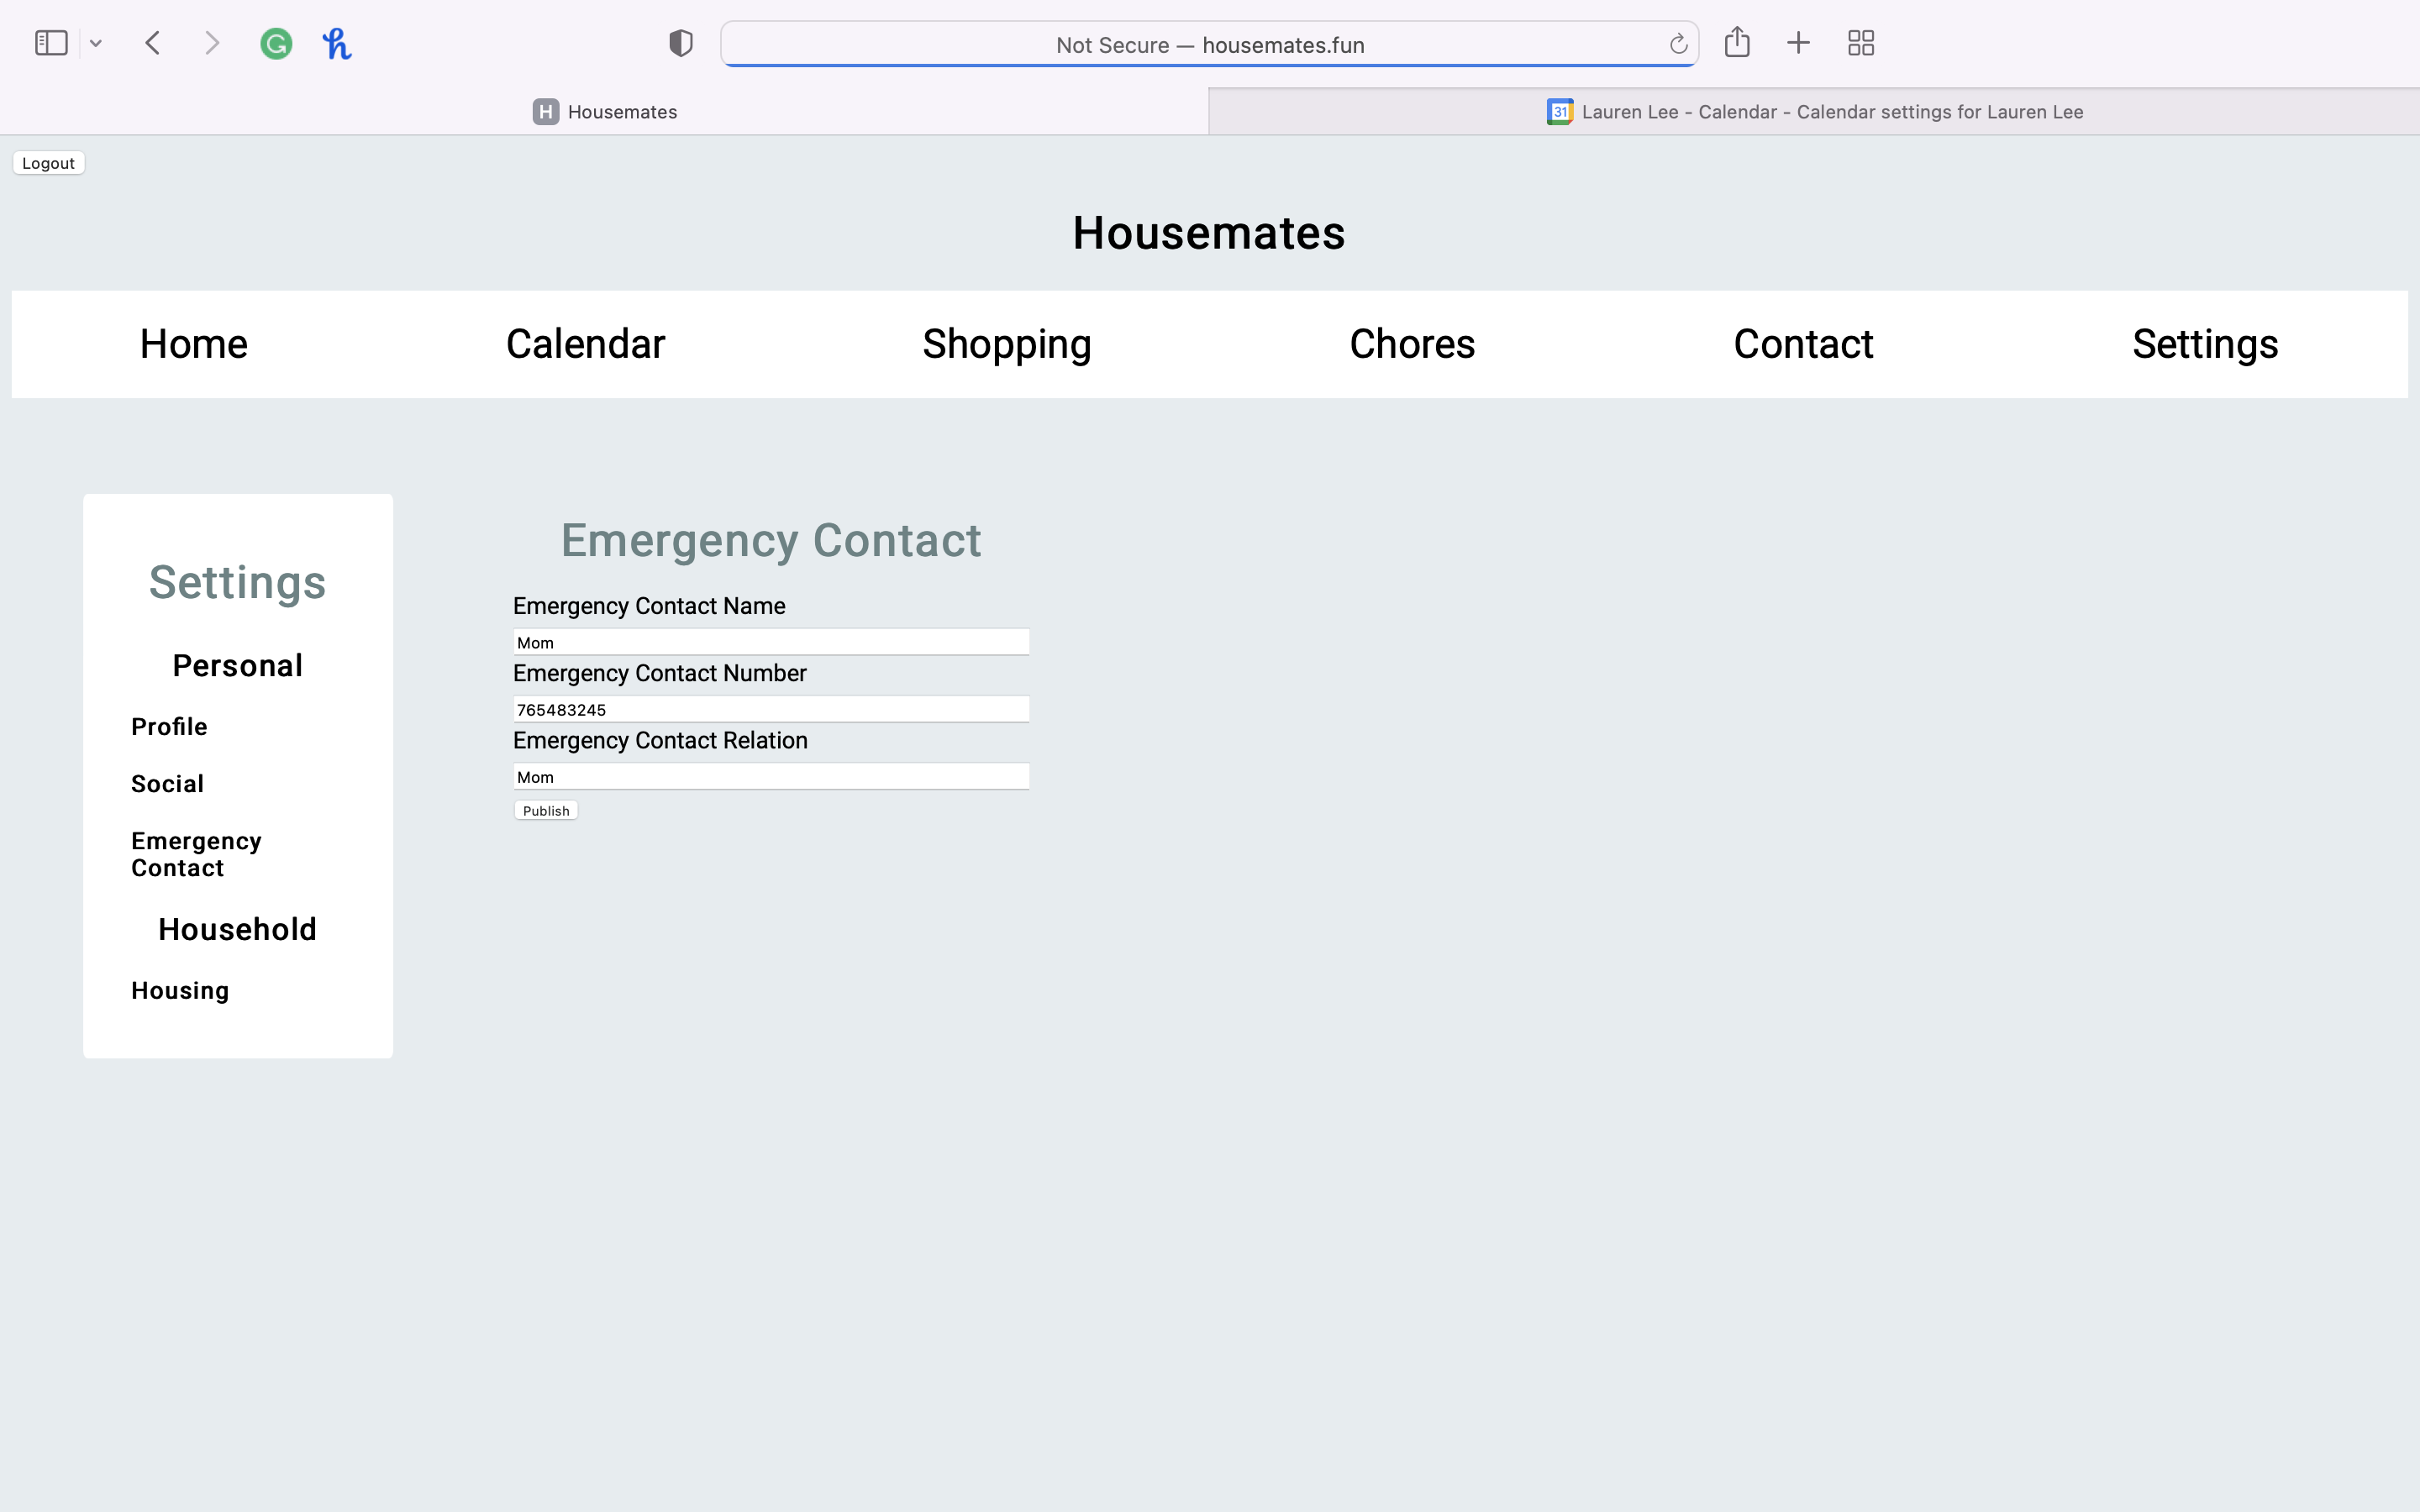 Not Secure — housemates.fun
H Housemates
31 Lauren Lee - Calendar - Calendar settings for Lauren Lee
Logout
Housemates
Home Calendar Shopping Chores Contact Settings
Settings
Personal
Profile
Social
Emergency
Contact
Household
Housing
Emergency Contact
Emergency Contact Name
Mom
Emergency Contact Number
765483245
Emergency Contact Relation
Mom
Publish